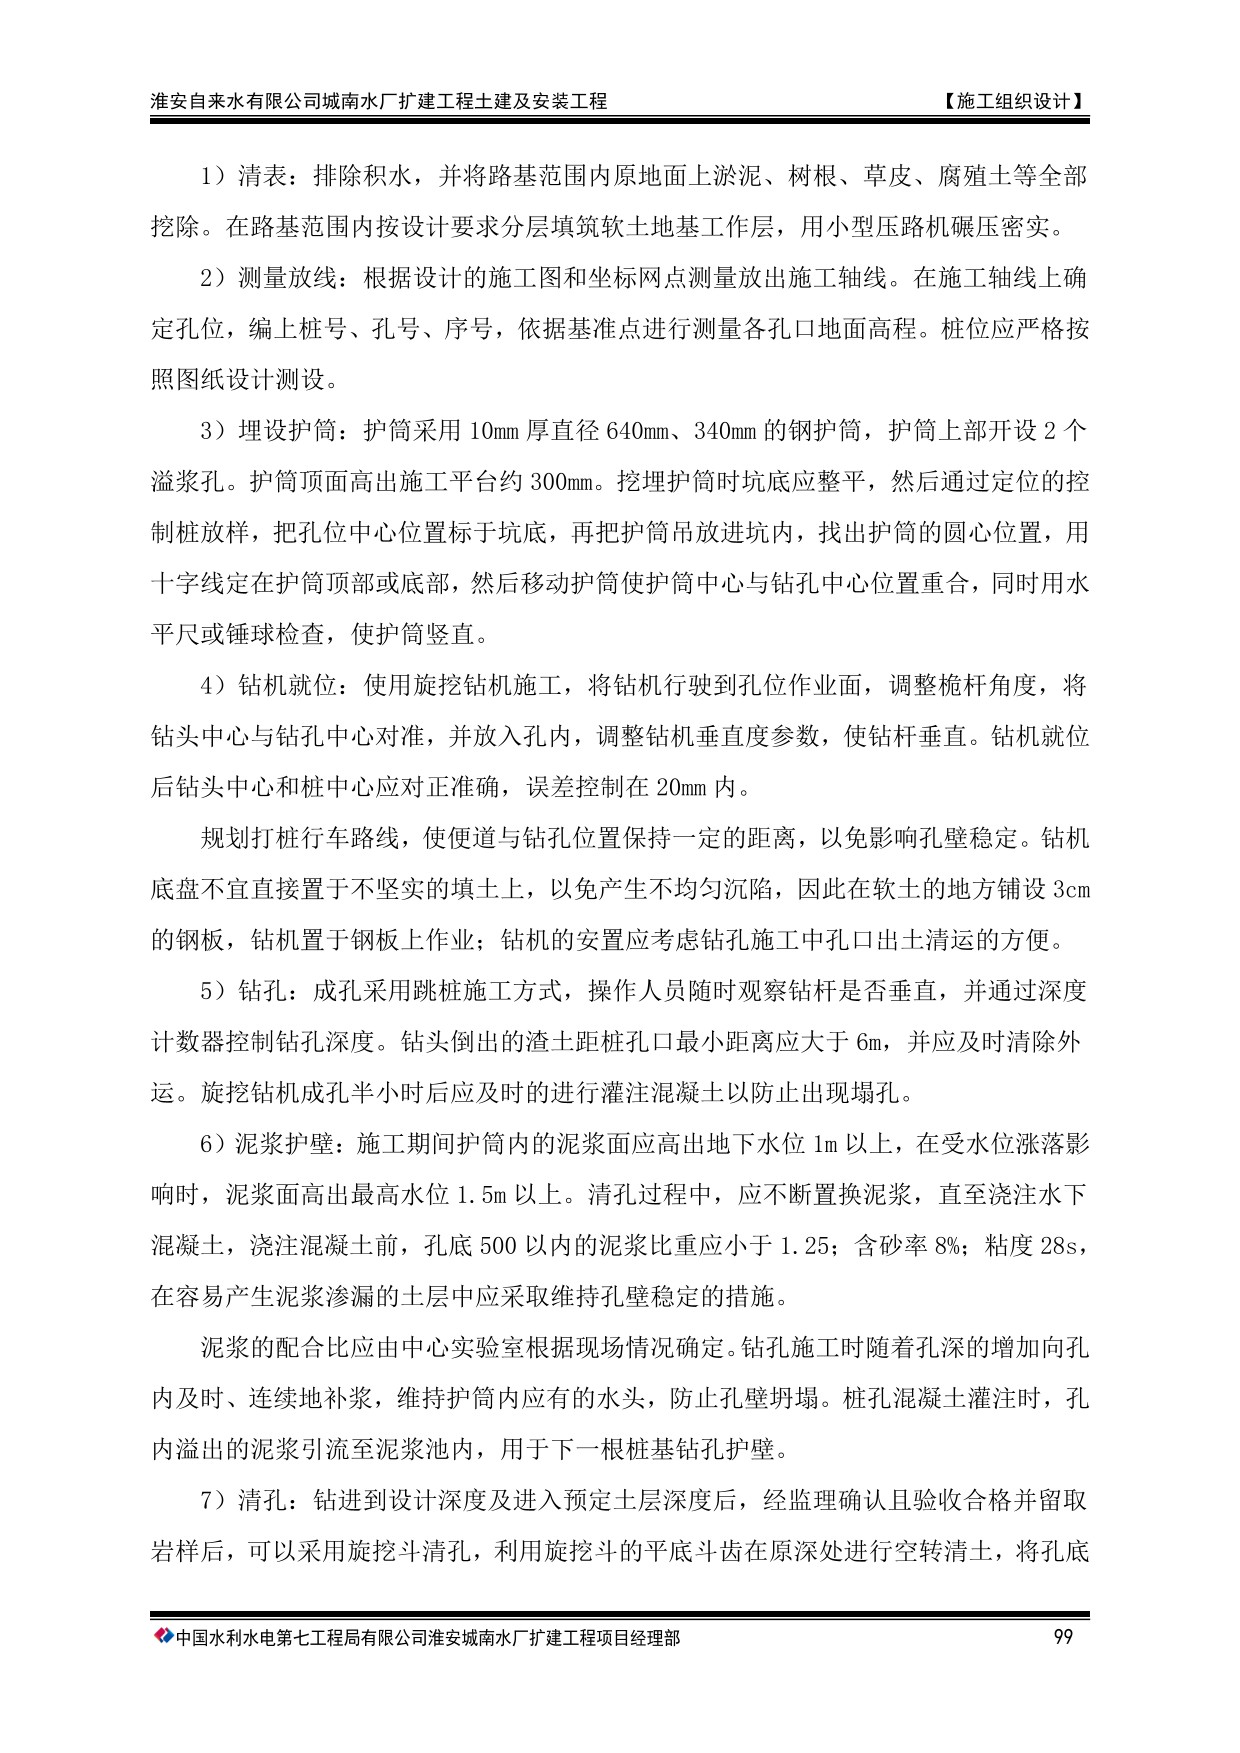 淮安自来水有限公司城南水厂扩建工程土建及安装工程 【施工组织设计】
1）清表：排除积水，并将路基范围内原地面上淤泥、树根、草皮、腐殖土等全部
挖除。在路基范围内按设计要求分层填筑软土地基工作层，用小型压路机碾压密实。
2）测量放线：根据设计的施工图和坐标网点测量放出施工轴线。在施工轴线上确
定孔位，编上桩号、孔号、序号，依据基准点进行测量各孔口地面高程。桩位应严格按
照图纸设计测设。
3）埋设护筒：护筒采用 10mm 厚直径 640mm、340mm 的钢护筒，护筒上部开设 2 个
溢浆孔。护筒顶面高出施工平台约 300mm。挖埋护筒时坑底应整平，然后通过定位的控
制桩放样，把孔位中心位置标于坑底，再把护筒吊放进坑内，找出护筒的圆心位置，用
十字线定在护筒顶部或底部，然后移动护筒使护筒中心与钻孔中心位置重合，同时用水
平尺或锤球检查，使护筒竖直。
4）钻机就位：使用旋挖钻机施工，将钻机行驶到孔位作业面，调整桅杆角度，将
钻头中心与钻孔中心对准，并放入孔内，调整钻机垂直度参数，使钻杆垂直。钻机就位
后钻头中心和桩中心应对正准确，误差控制在 20mm 内。
规划打桩行车路线，使便道与钻孔位置保持一定的距离，以免影响孔壁稳定。钻机
底盘不宜直接置于不坚实的填土上，以免产生不均匀沉陷，因此在软土的地方铺设 3cm
的钢板，钻机置于钢板上作业；钻机的安置应考虑钻孔施工中孔口出土清运的方便。
5）钻孔：成孔采用跳桩施工方式，操作人员随时观察钻杆是否垂直，并通过深度
计数器控制钻孔深度。钻头倒出的渣土距桩孔口最小距离应大于 6m，并应及时清除外
运。旋挖钻机成孔半小时后应及时的进行灌注混凝土以防止出现塌孔。
6）泥浆护壁：施工期间护筒内的泥浆面应高出地下水位 1m 以上，在受水位涨落影
响时，泥浆面高出最高水位 1.5m 以上。清孔过程中，应不断置换泥浆，直至浇注水下
混凝土，浇注混凝土前，孔底 500 以内的泥浆比重应小于 1.25；含砂率 8%；粘度 28s，
在容易产生泥浆渗漏的土层中应采取维持孔壁稳定的措施。
泥浆的配合比应由中心实验室根据现场情况确定。钻孔施工时随着孔深的增加向孔
内及时、连续地补浆，维持护筒内应有的水头，防止孔壁坍塌。桩孔混凝土灌注时，孔
内溢出的泥浆引流至泥浆池内，用于下一根桩基钻孔护壁。
7）清孔：钻进到设计深度及进入预定土层深度后，经监理确认且验收合格并留取
岩样后，可以采用旋挖斗清孔，利用旋挖斗的平底斗齿在原深处进行空转清土，将孔底
中国水利水电第七工程局有限公司淮安城南水厂扩建工程项目经理部 99